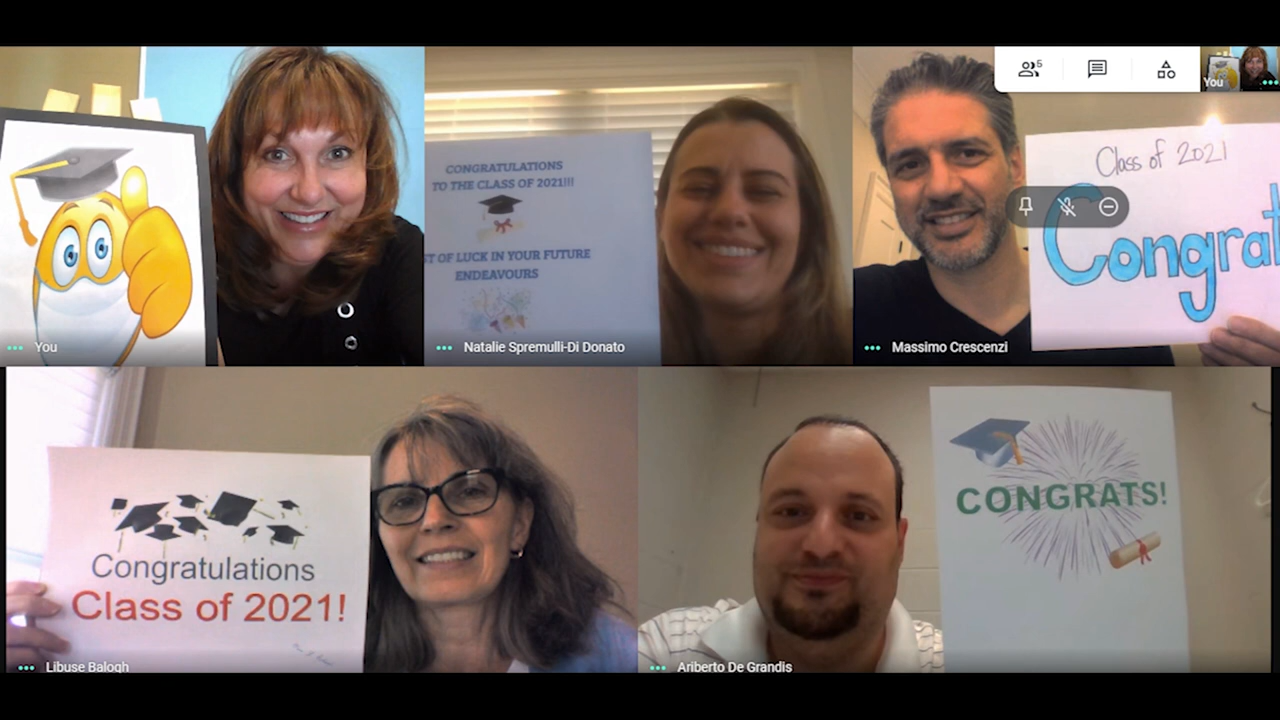 5
You
CONGRATULATIONS
TO THE CLASS OF 2021!!!
ST OF LUCK IN YOUR FUTURE
ENDEAVOURS
Class of 2021
Congrat
You
Natalie Spremulli-Di Donato
Massimo Crescenzi
Congratulations
Class of 2021!
CONGRATS!
Libuse Balogh
Ariberto De Grandis